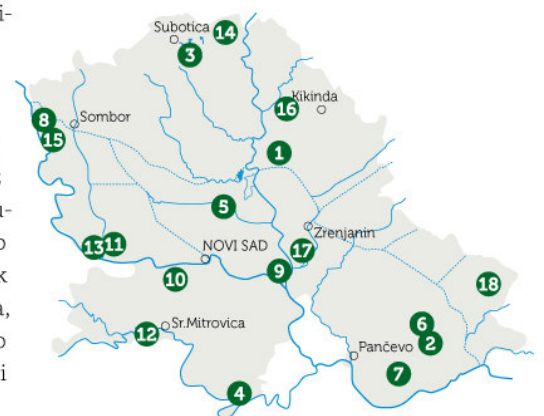 i-
Subotica 14
3
Kikinda
16
8 Sombor
15
1
5
u-
Zrenjanin
o
13 11
NOVI SAD
17
k
9
10
18
a,
Sr.Mitrovica
12
6
o
Pančevo 2
i
7
4